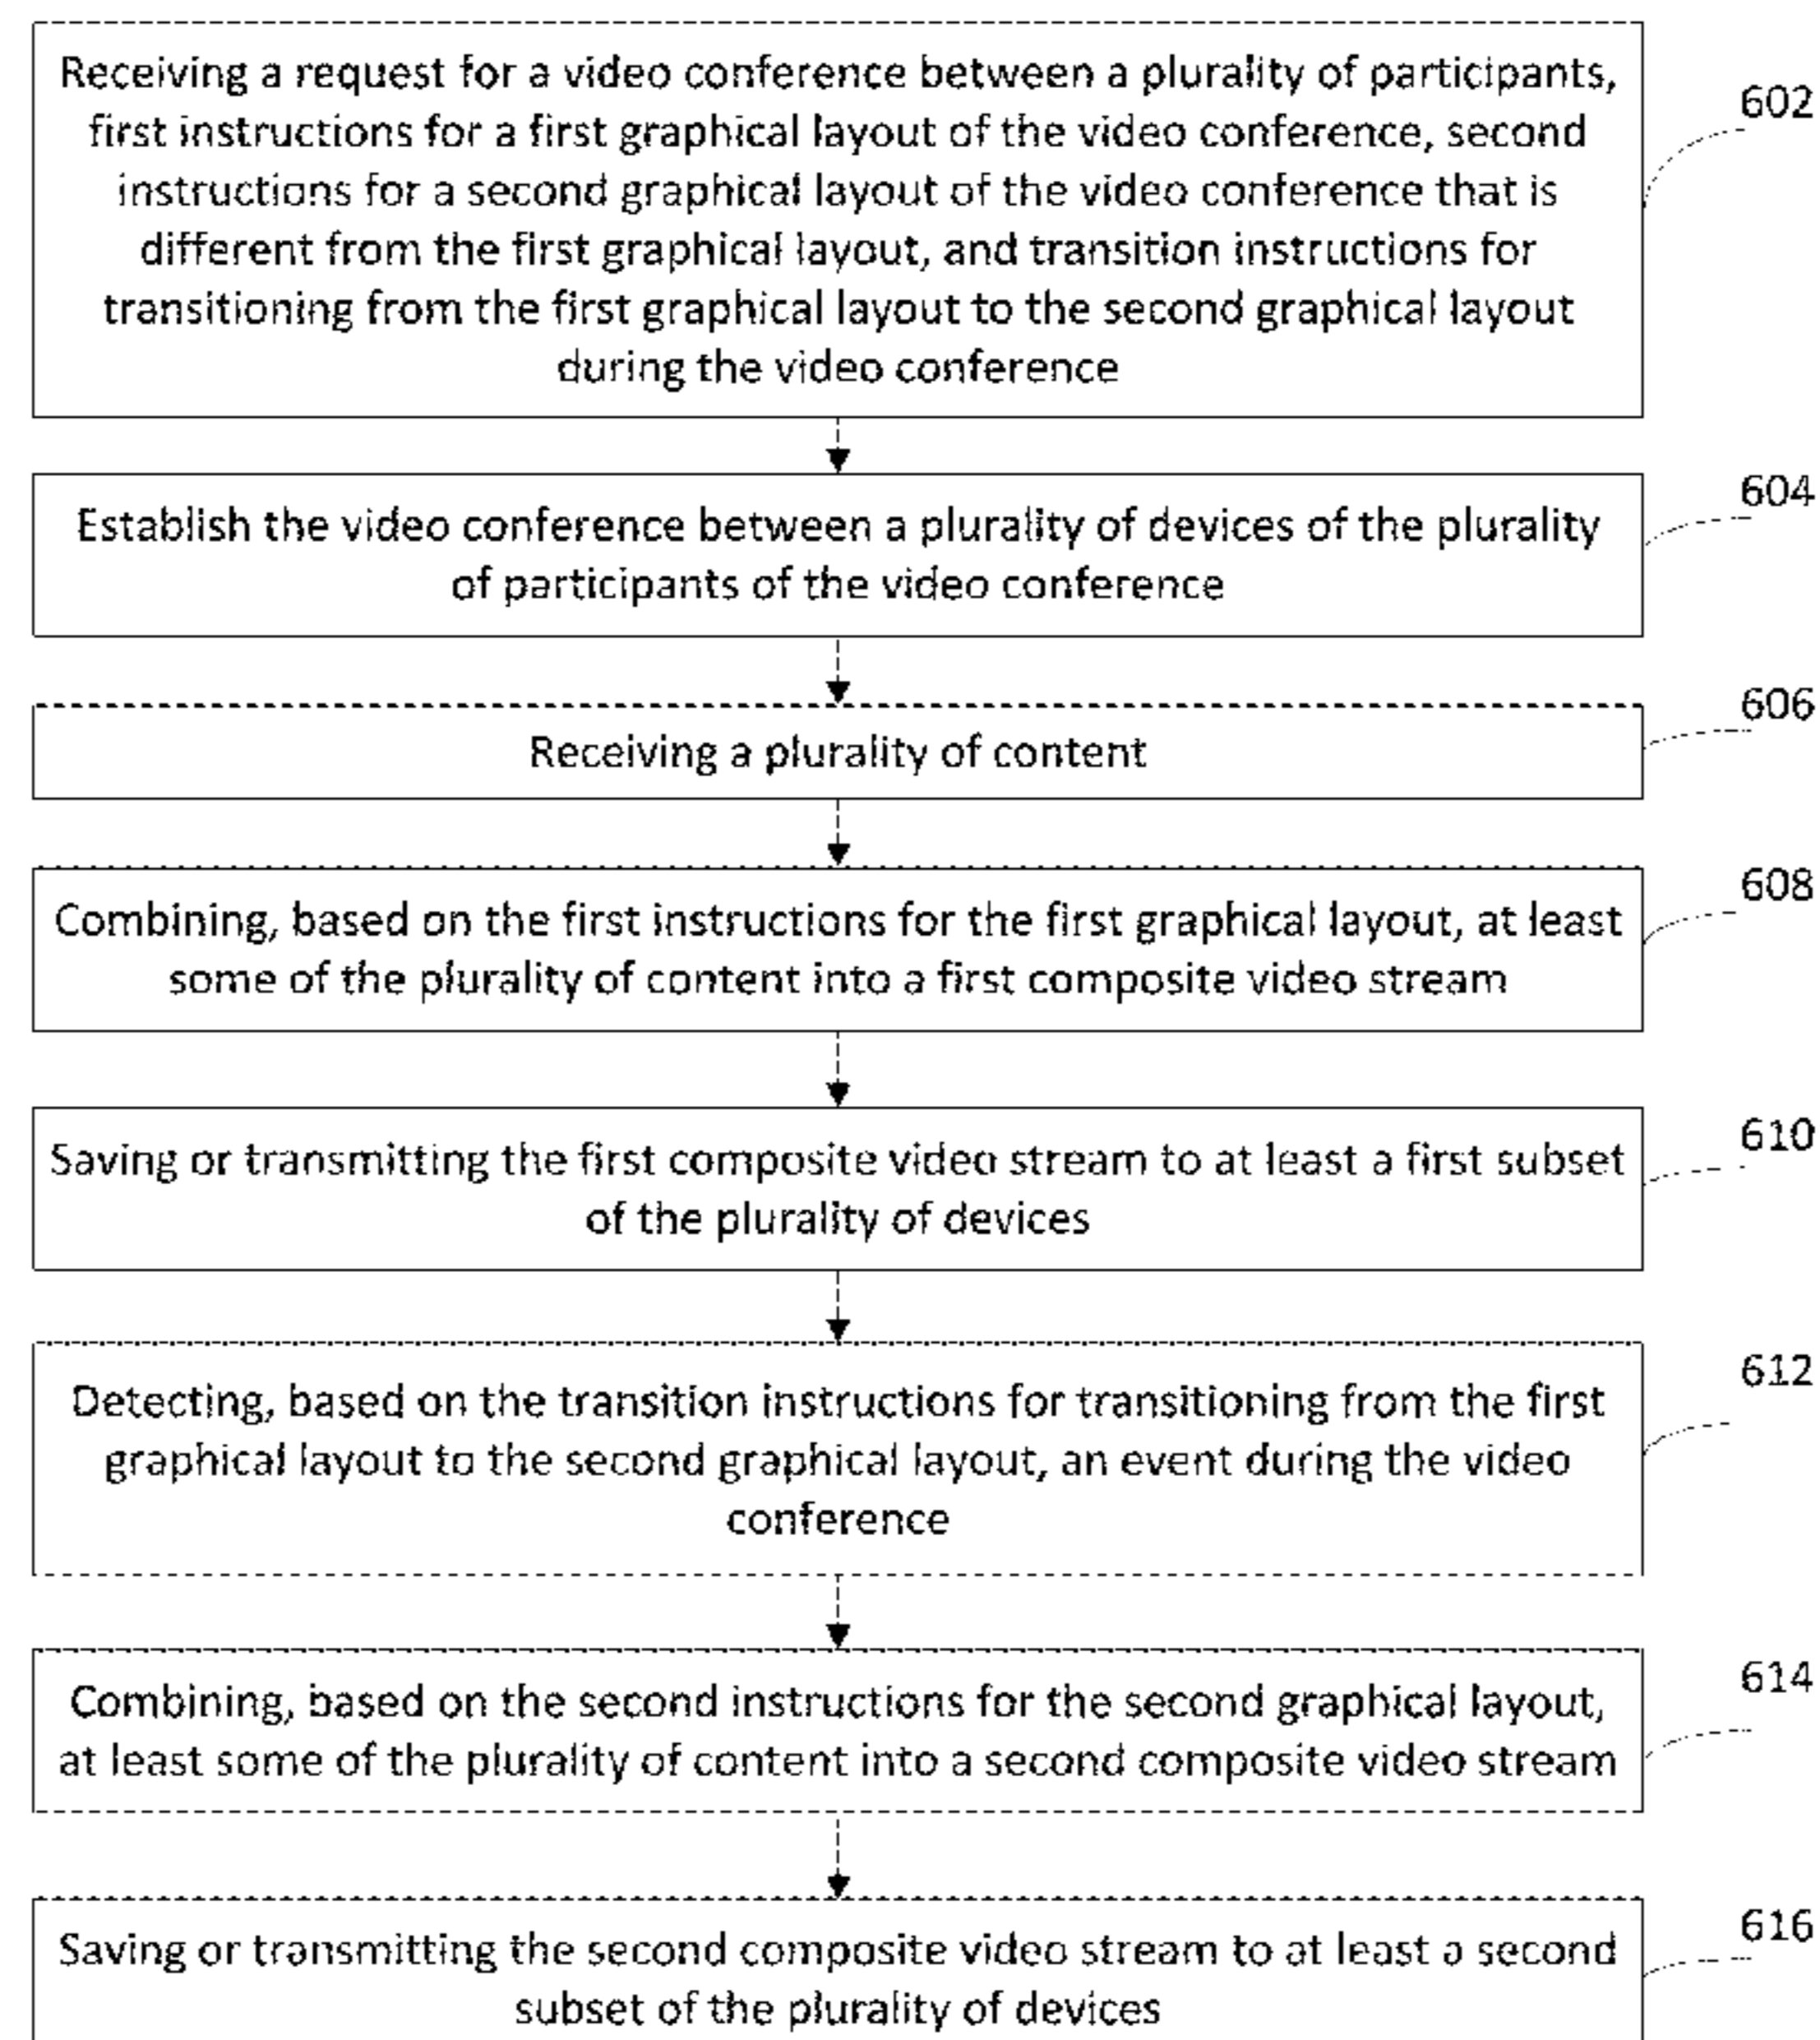 Receiving a request for a video conference between a plurality of participants,
first instructions for a first graphical layout of the video conference, second
instructions for a second graphical layout of the video conference that is
different from the first graphical layout, and transition instructions for
transitioning from the first graphical layout to the second graphical layout
during the video conference
602
Establish the video conference between a plurality of devices of the plurality
of participants of the video conference
604
Receiving a plurality of content
606
Combining, based on the first instructions for the first graphical layout, at least
some of the plurality of content into a first composite video stream
608
Saving or transmitting the first composite video stream to at least a first subset
of the plurality of devices
610
Detecting, based on the transition instructions for transitioning from the first
graphical layout to the second graphical layout, an event during the video
conference
612
Combining, based on the second instructions for the second graphical layout,
at least some of the plurality of content into a second composite video stream
614
Saving or transmitting the second composite video stream to at least a second
subset of the plurality of devices
616